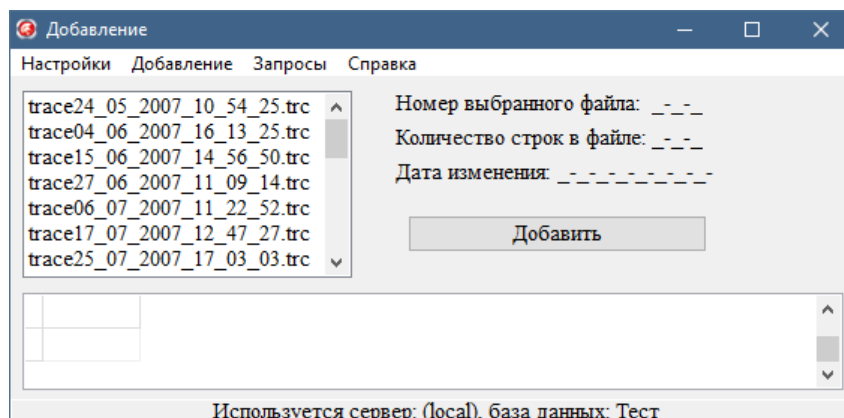 Добавление
Настройки Добавление Запросы Справка
trace24_05_2007_10_54_25.trc
trace04_06_2007_16_13_25.trc
trace15_06_2007_14_56_50.trc
trace27_06_2007_11_09_14.trc
trace06_07_2007_11_22_52.trc
trace17_07_2007_12_47_27.trc
trace25_07_2007_17_03_03.trc
Номер выбранного файла: _-_-_
Количество строк в файле: _-_-_
Дата изменения: _-_-_-_-_-_-_-_-
Добавить
Используется сервер: (local), база данных: Тест